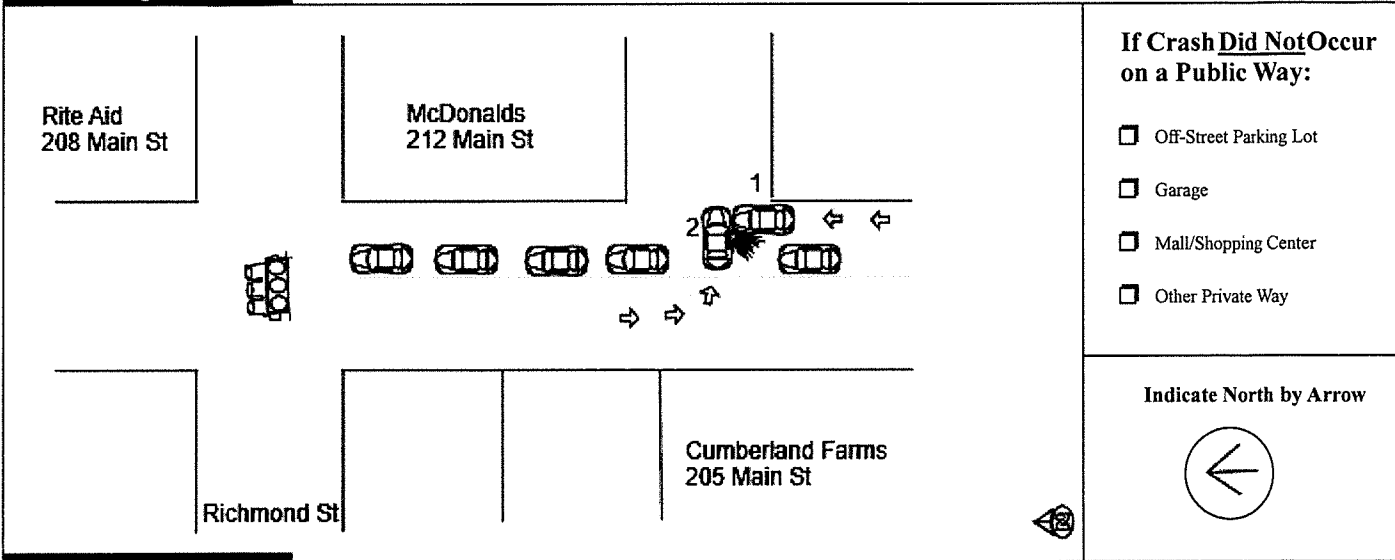 Rite Aid
208 Main St
McDonalds
212 Main St
1
2
Cumberland Farms
205 Main St
Richmond St
If Crash Did Not Occur
on a Public Way:
Off-Street Parking Lot
Garage
Mall/Shopping Center
Other Private Way
Indicate North by Arrow